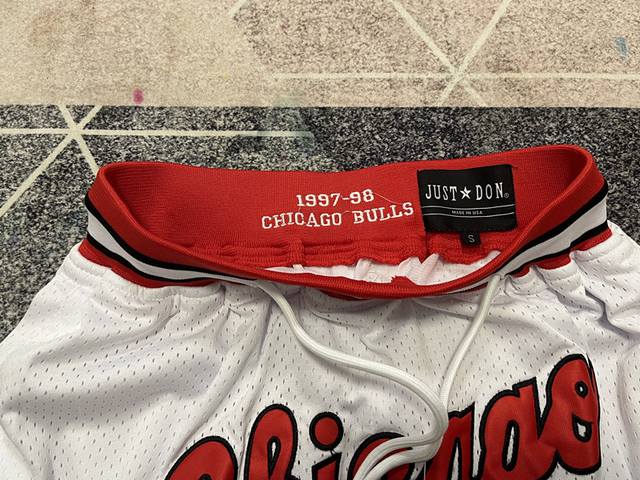 1997-98
CHICAGO BULLS
JUST★DON®
MADE IN USA
S
Chicago